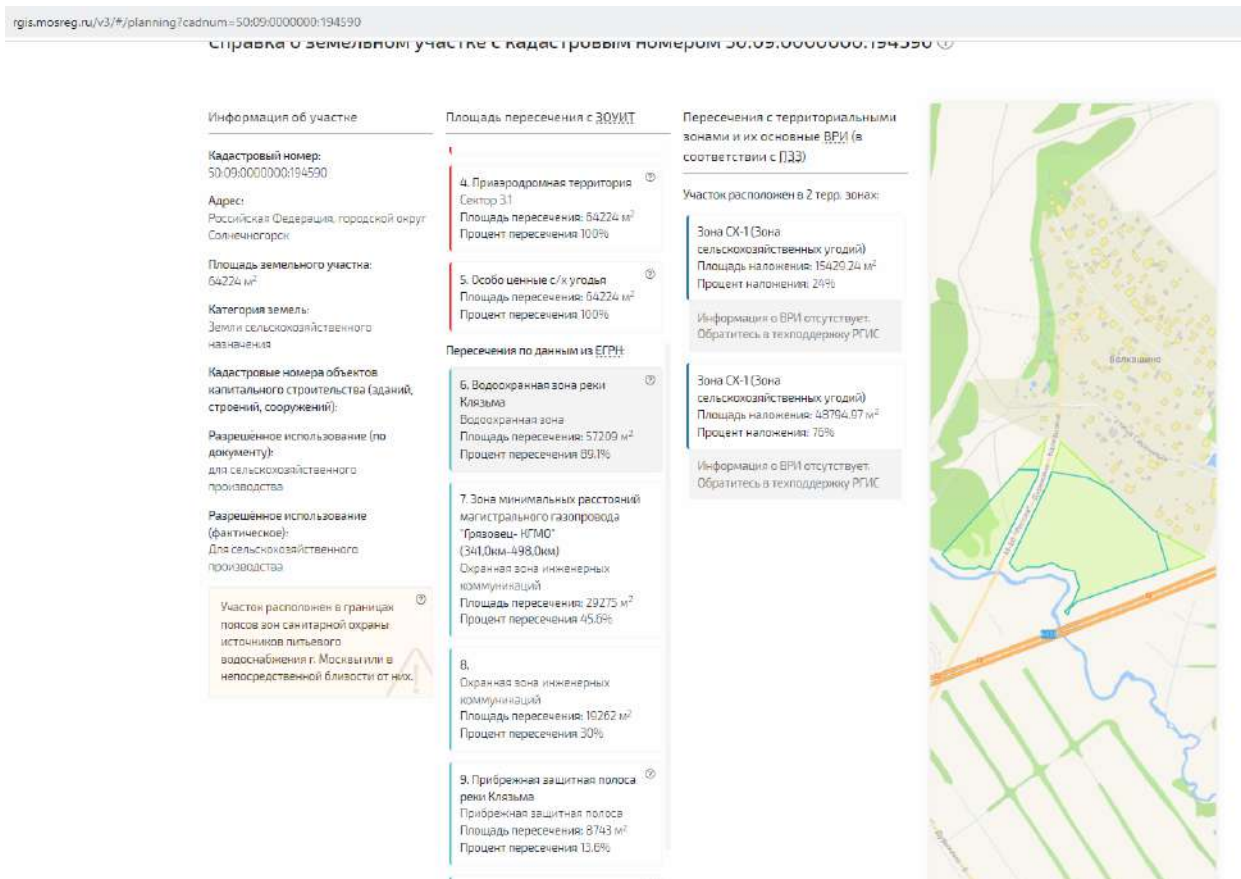 rgis.mosreg.ru/v3/#/planning?cadnum=50:09:0000000:194590
Справка о земельном участке с кадастровым номером 50:09:0000000:194590
Информация об участке
Кадастровый номер:
50:09:0000000:194590
Адрес:
Российская Федерация, городской округ
Солнечногорск
Площадь земельного участка:
64224 м²
Категория земель:
Земли сельскохозяйственного
назначения
Кадастровые номера объектов
капитального строительства (зданий,
строений, сооружений):
Разрешённое использование (по
документу):
для сельскохозяйственного
производства
Разрешённое использование
(фактическое):
Для сельскохозяйственного
производства
Участок расположен в границах
поясов зон санитарной охраны
источников питьевого
водоснабжения г. Москвы или в
непосредственной близости от них.
Площадь пересечения с ЗОУИТ
4. Приаэродромная территория
Сектор 3.1
Площадь пересечения: 64224 м²
Процент пересечения 100%
5. Особо ценные с/х угодья
Площадь пересечения: 64224 м²
Процент пересечения 100%
Пересечения по данным из ЕГРН:
6. Водоохранная зона реки
Клязьма
Водоохранная зона
Площадь пересечения: 57209 м²
Процент пересечения 89.1%
7. Зона минимальных расстояний
магистрального газопровода
"Грязовец- КГМО"
(341,0км-498,0км)
Охранная зона инженерных
коммуникаций
Площадь пересечения: 29275 м²
Процент пересечения 45.6%
8.
Охранная зона инженерных
коммуникаций
Площадь пересечения: 19262 м²
Процент пересечения 30%
9. Прибрежная защитная полоса
реки Клязьма
Прибрежная защитная полоса
Площадь пересечения: 8743 м²
Процент пересечения 13.6%
Пересечения с территориальными
зонами и их основные ВРИ (в
соответствии с ПЗЗ)
Участок расположен в 2 терр. зонах:
Зона СХ-1 (Зона
сельскохозяйственных угодий)
Площадь наложения: 15429.24 м²
Процент наложения: 24%
Информация о ВРИ отсутствует.
Обратитесь в техподдержку РГИС
Зона СХ-1 (Зона
сельскохозяйственных угодий)
Площадь наложения: 48794.97 м²
Процент наложения: 76%
Информация о ВРИ отсутствует.
Обратитесь в техподдержку РГИС
Болкашино